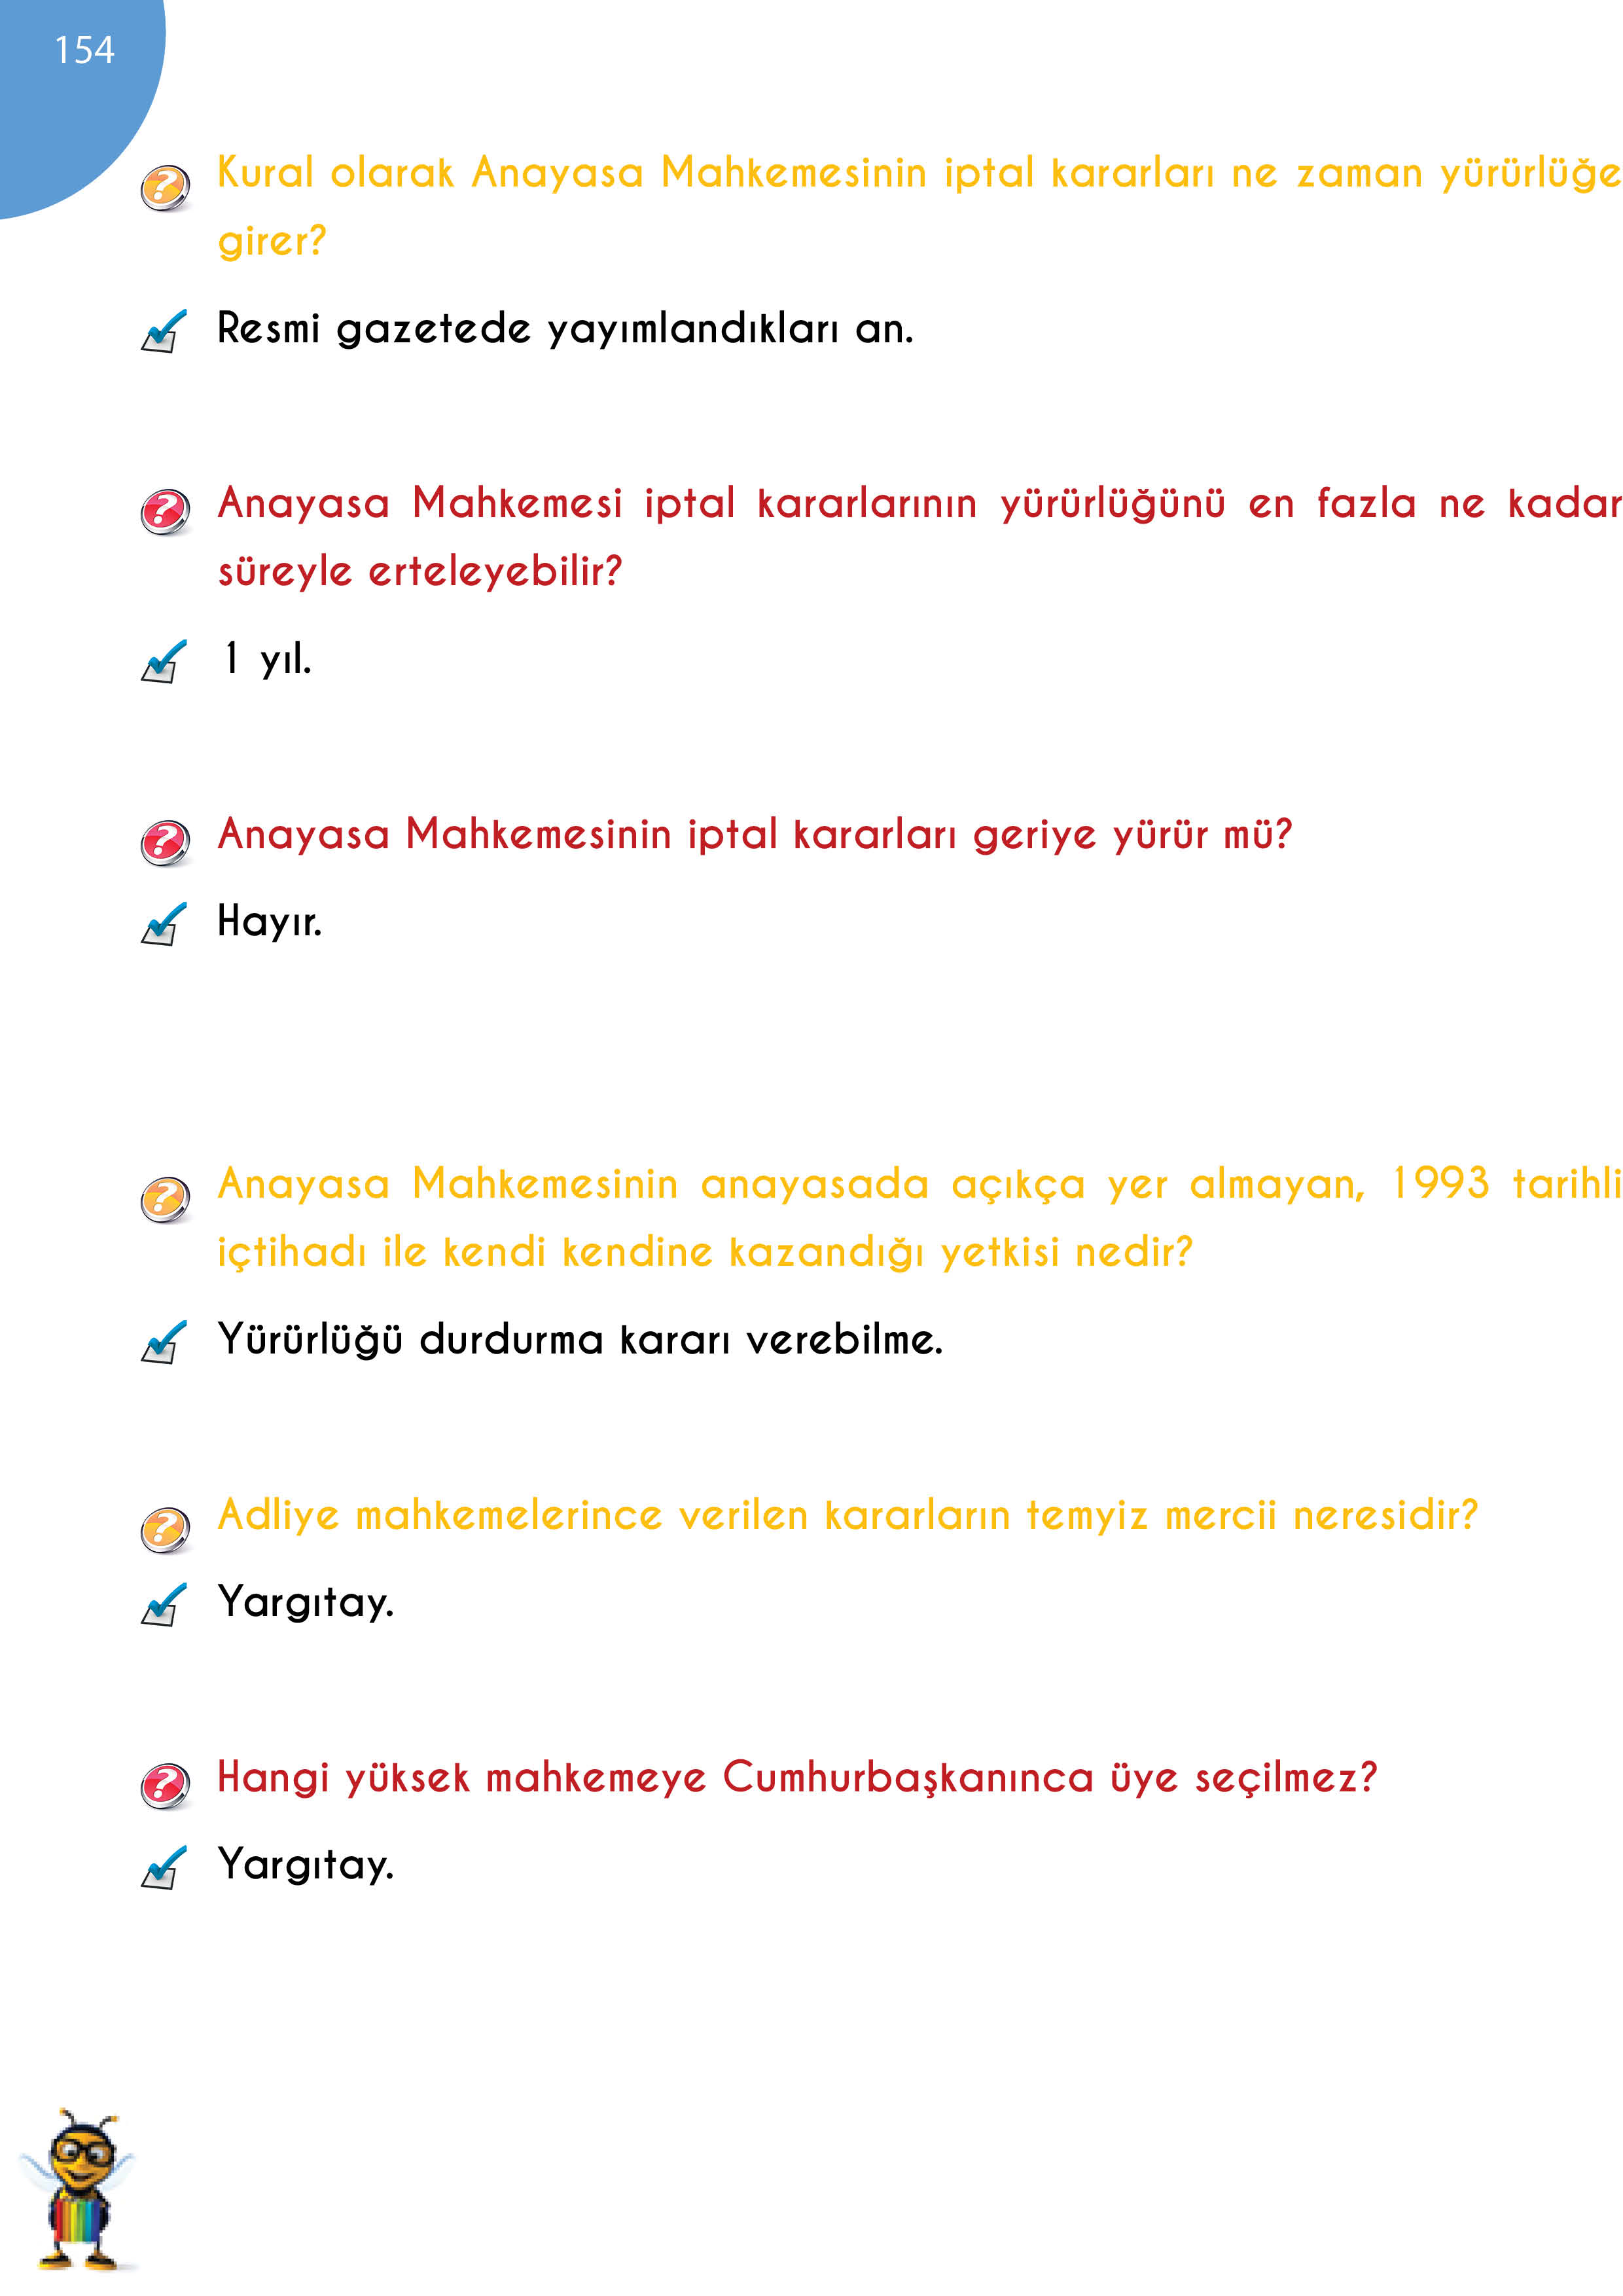 154
Kural olarak Anayasa Mahkemesinin iptal kararları ne zaman yürürlüğe
girer?
Resmi gazetede yayımlandıkları an.
Anayasa Mahkemesi iptal kararlarının yürürlüğünü en fazla ne kadar
süreyle erteleyebilir?
1 yıl.
Anayasa Mahkemesinin iptal kararları geriye yürür mü?
Hayır.
Anayasa Mahkemesinin anayasada açıkça yer almayan, 1993 tarihli
içtihadı ile kendi kendine kazandığı yetkisi nedir?
Yürürlüğü durdurma kararı verebilme.
Adliye mahkemelerince verilen kararların temyiz mercii neresidir?
Yargıtay.
Hangi yüksek mahkemeye Cumhurbaşkanınca üye seçilmez?
Yargıtay.